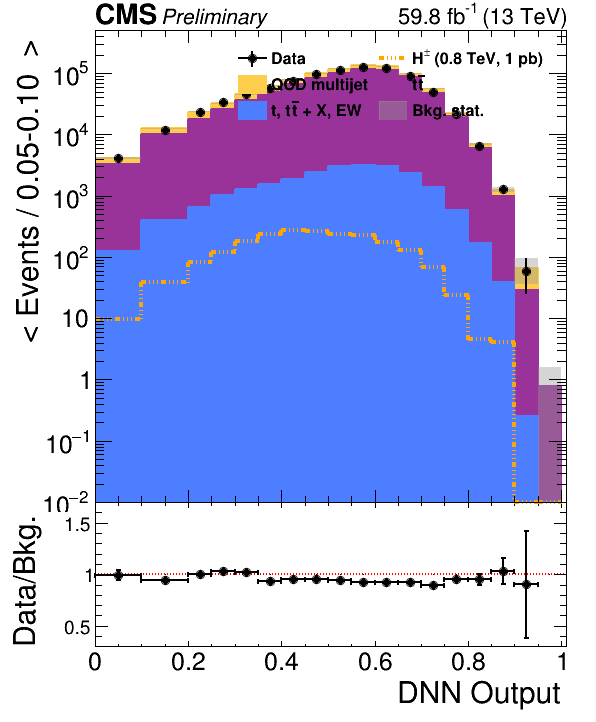 CMS Preliminary 59.8 fb⁻¹ (13 TeV)
Data
H± (0.8 TeV, 1 pb)
QCD multijet
tt̅
t, tt̅ + X, EW
Bkg. stat.
< Events / 0.05-0.10 >
10⁵
10⁴
10³
10²
10
1
10⁻¹
10⁻²
Data/Bkg.
1.5
1
0.5
0 0.2 0.4 0.6 0.8 1
DNN Output